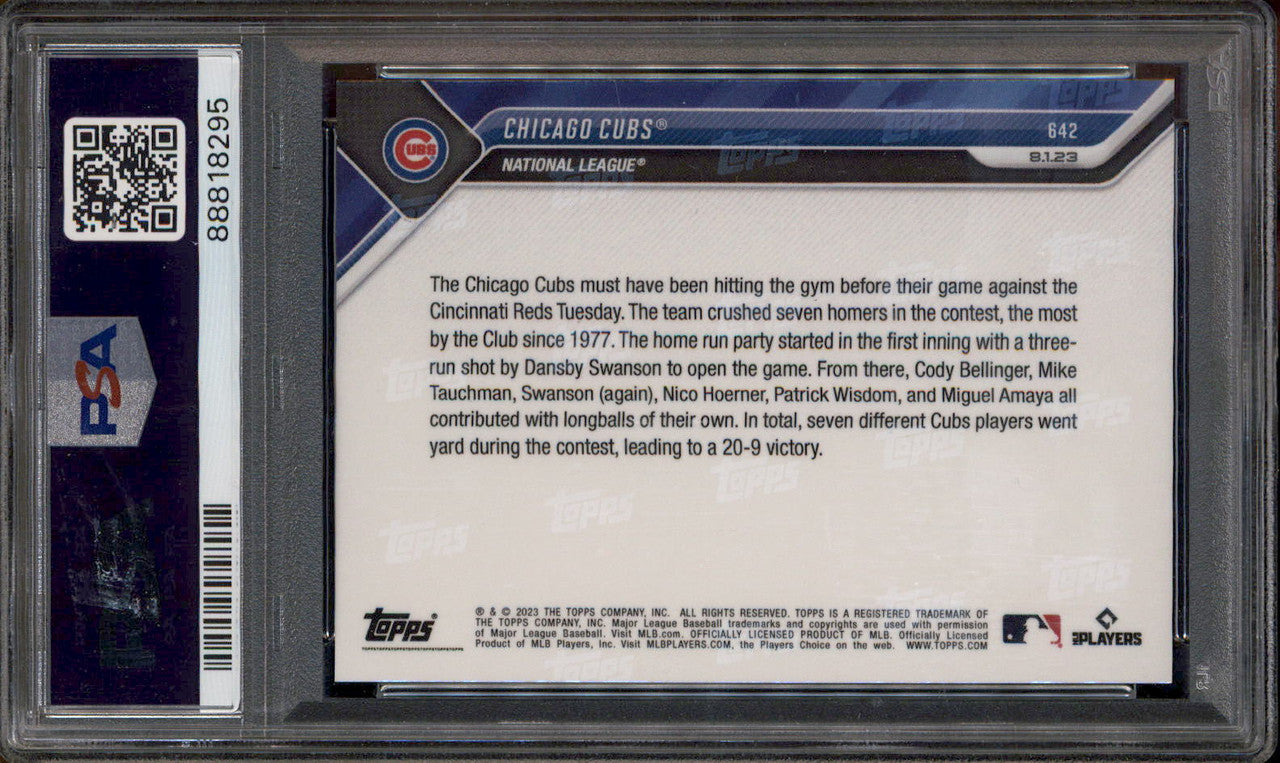 88818295
PSA
CUBS
CHICAGO CUBS®
642
NATIONAL LEAGUE®
8.1.23
The Chicago Cubs must have been hitting the gym before their game against the
Cincinnati Reds Tuesday. The team crushed seven homers in the contest, the most
by the Club since 1977. The home run party started in the first inning with a three-
run shot by Dansby Swanson to open the game. From there, Cody Bellinger, Mike
Tauchman, Swanson (again), Nico Hoerner, Patrick Wisdom, and Miguel Amaya all
contributed with longballs of their own. In total, seven different Cubs players went
yard during the contest, leading to a 20-9 victory.
Topps®
® & © 2023 THE TOPPS COMPANY, INC. ALL RIGHTS RESERVED. TOPPS IS A REGISTERED TRADEMARK OF
THE TOPPS COMPANY, INC. Major League Baseball trademarks and copyrights are used with permission
of Major League Baseball. Visit MLB.com. OFFICIALLY LICENSED PRODUCT OF MLB. Officially Licensed
Product of MLB Players, Inc. Visit MLBPLAYERS.COM, the Players Choice on the web. WWW.TOPPS.COM
PLAYERS